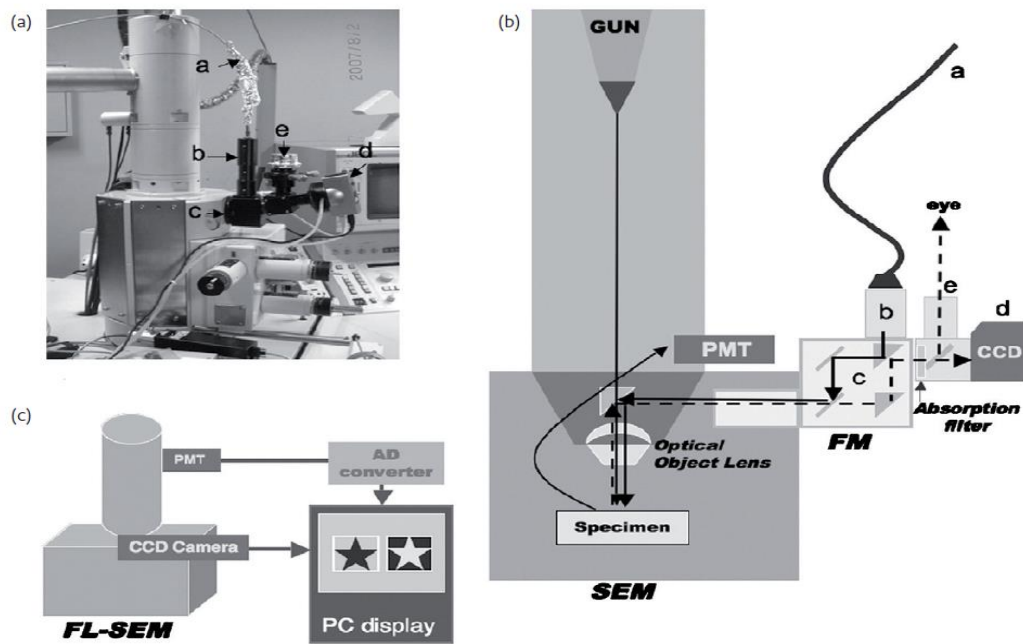 (a)
2007/8/2
a
b
c
e
d
(b)
GUN
a
eye
e
b
d
CCD
c
PMT
Absorption
filter
FM
Optical
Object Lens
Specimen
SEM
(c)
PMT
AD
converter
CCD Camera
PC display
FL-SEM